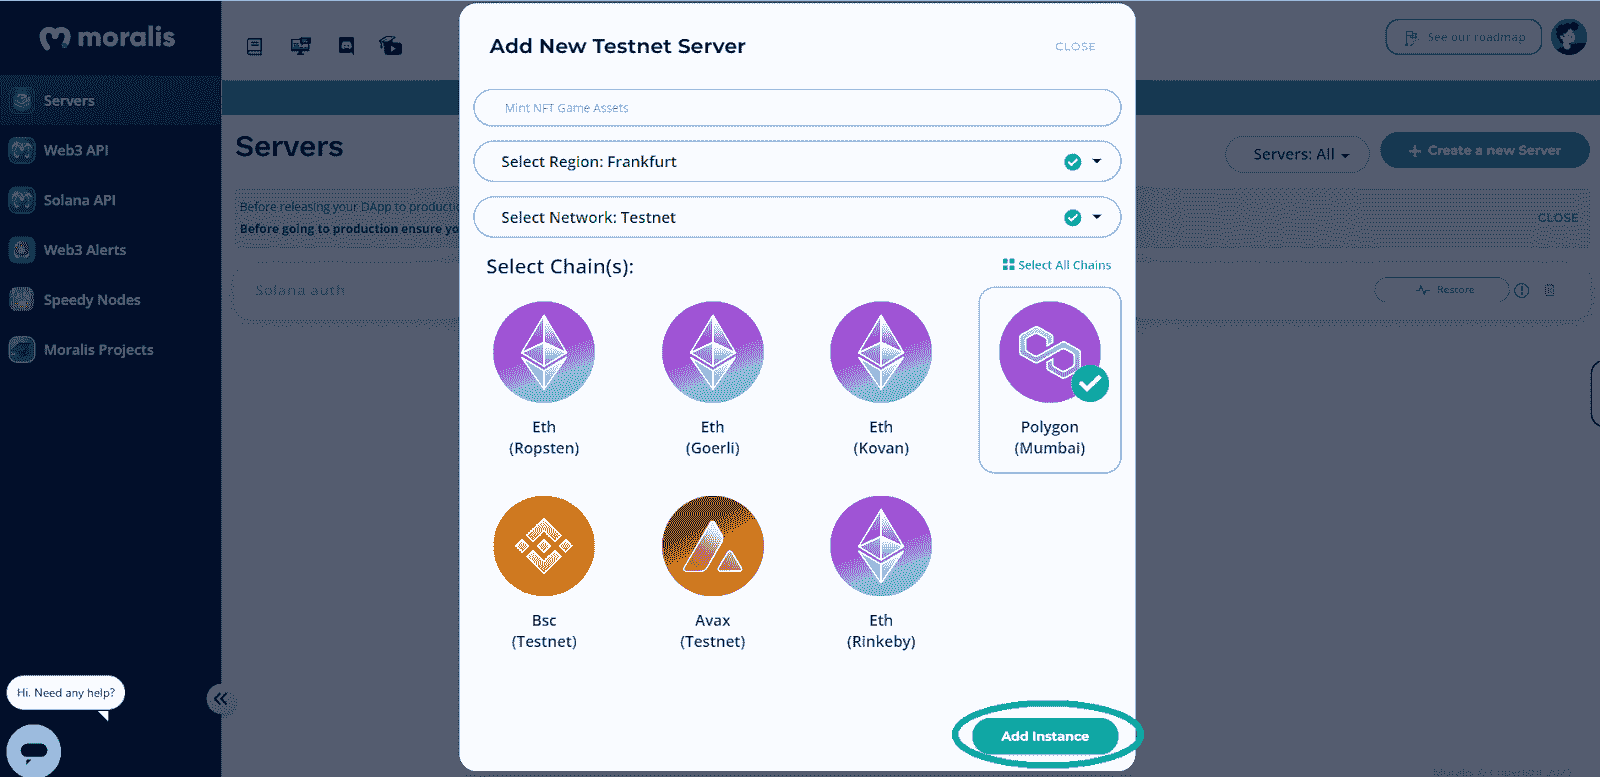 moralis
Servers
Web3 API
Solana API
Web3 Alerts
Speedy Nodes
Moralis Projects
Hi. Need any help?
See our roadmap
Servers
Servers: All
+ Create a new Server
Before releasing your DApp to productio
Before going to production ensure yo
CLOSE
Solana auth
Restore
Add New Testnet Server
CLOSE
Mint NFT Game Assets
Select Region: Frankfurt
Select Network: Testnet
Select Chain(s):
Select All Chains
Eth
(Ropsten)
Eth
(Goerli)
Eth
(Kovan)
Polygon
(Mumbai)
Bsc
(Testnet)
Avax
(Testnet)
Eth
(Rinkeby)
Add Instance